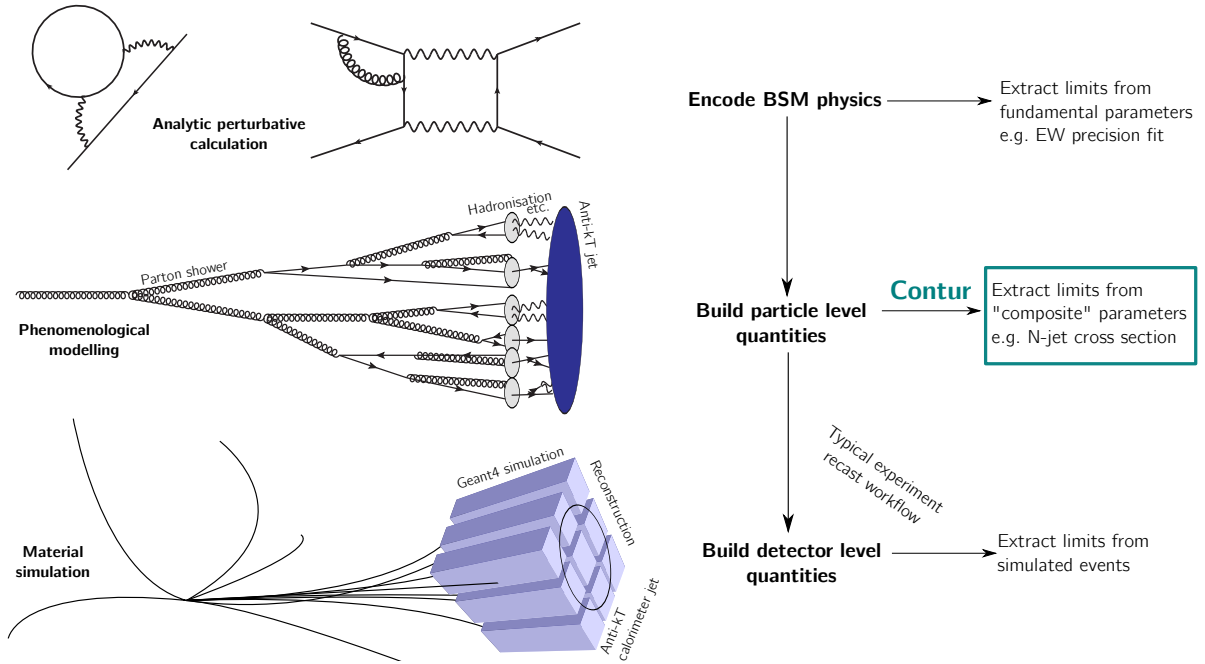 Analytic perturbative
calculation
Encode BSM physics
Extract limits from
fundamental parameters
e.g. EW precision fit
Parton shower
Hadronisation
etc.
Anti-kT jet
Phenomenological
modelling
Build particle level
quantities
Contur
Extract limits from
"composite" parameters
e.g. N-jet cross section
Typical experiment
recast workflow
Material
simulation
Geant4 simulation
Reconstruction
Anti-kT
calorimeter jet
Build detector level
quantities
Extract limits from
simulated events